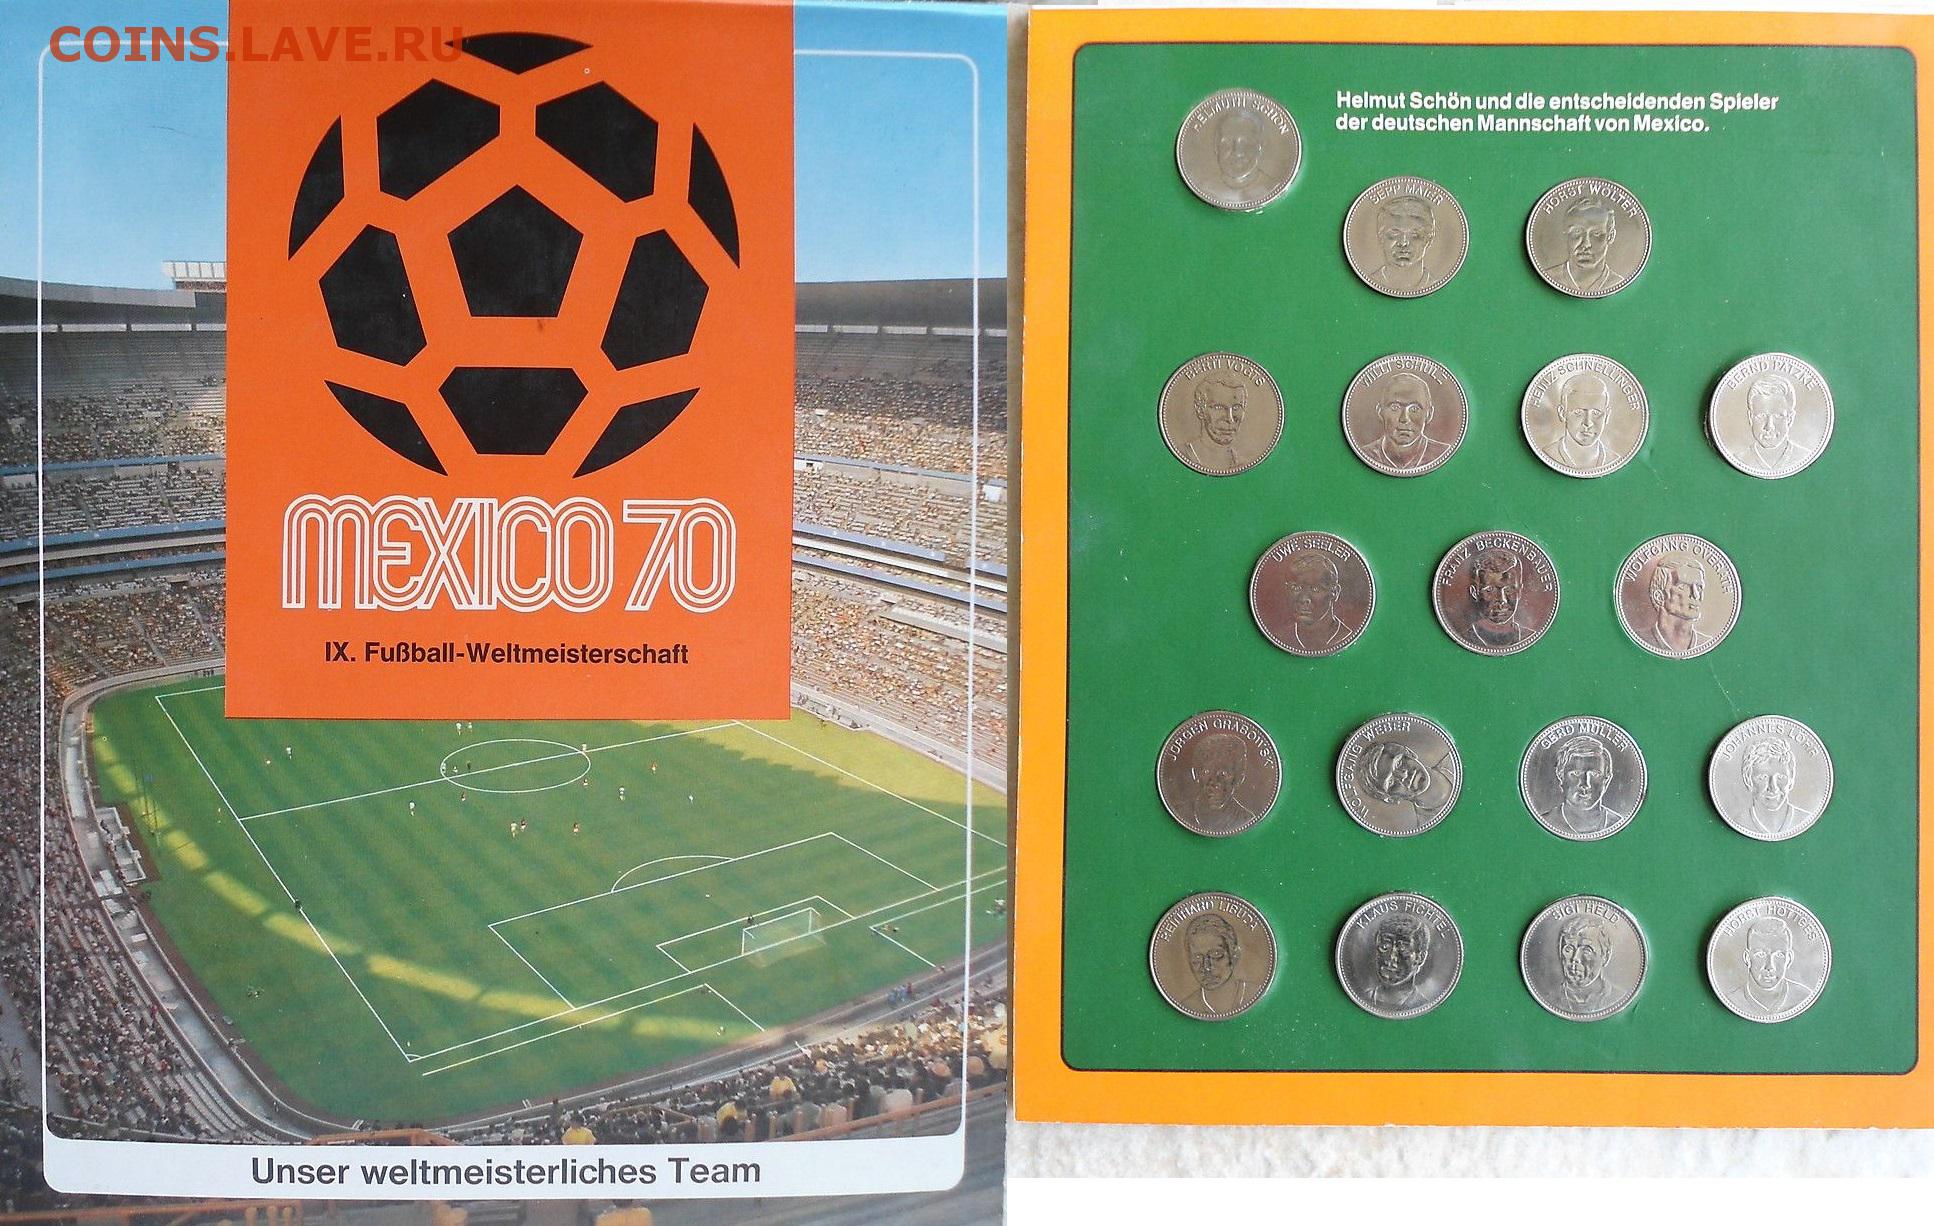 COINS.LAVE.RU
MEXICO 70
IX. Fußball-Weltmeisterschaft
Unser weltmeisterliches Team
Helmut Schön und die entscheidenden Spieler
der deutschen Mannschaft von Mexico.
HELMUTH SCHÖN
SEPP MAIER
HORST WOLTER
BERTI VOGTS
WILLI SCHULZ
HEINZ SCHNELLINGER
BERND PATZKE
UWE SEELER
FRANZ BECKENBAUER
WOLFGANG OVERATH
JÜRGEN GRABOWSKI
WOLFGANG WEBER
GERD MÜLLER
JOHANNES LÖHR
REINHARD LIBUDA
KLAUS FICHTEL
SIGI HELD
HORST HÖTTGES